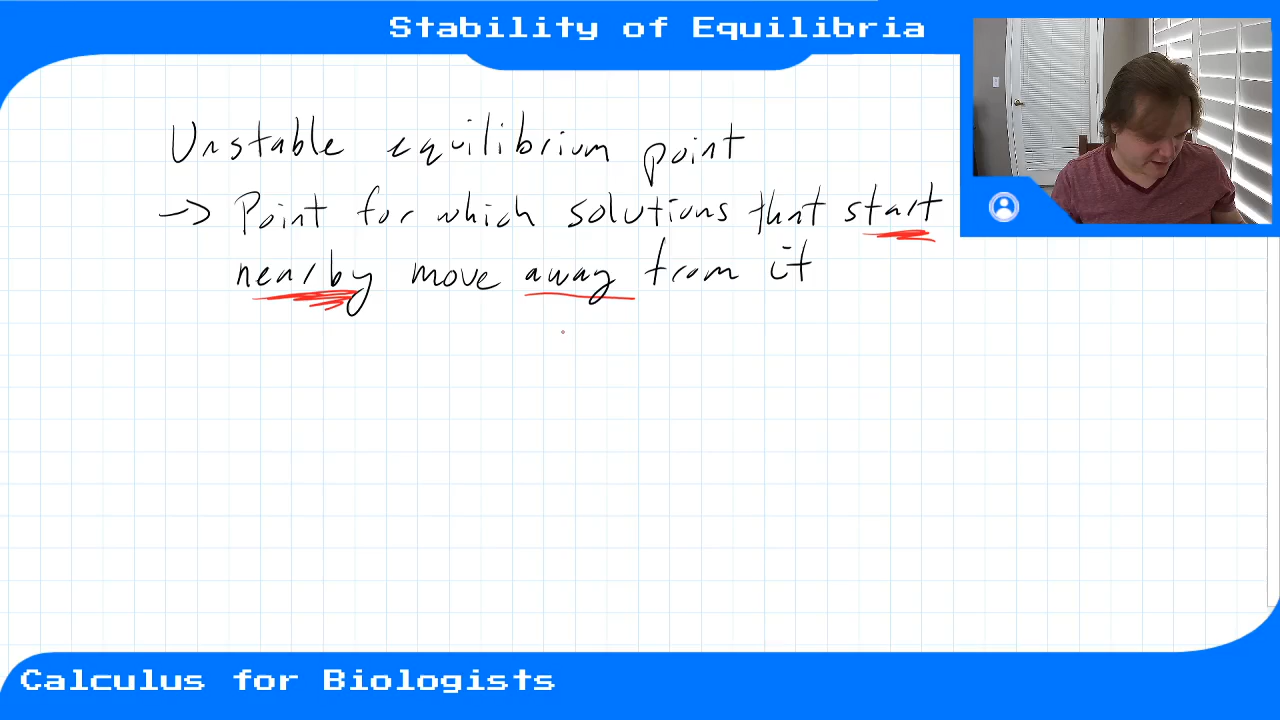 Stability of Equilibria
Unstable equilibrium point
-> Point for which solutions that start
nearby move away from it
Calculus for Biologists